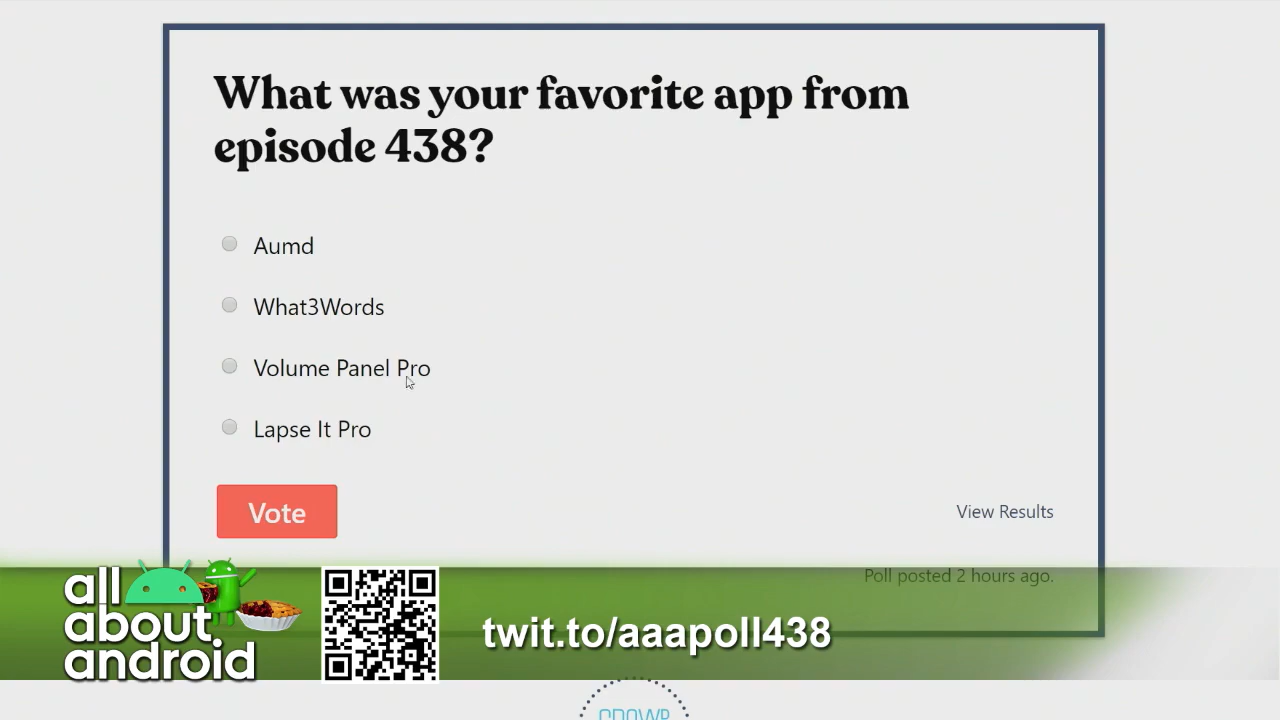 What was your favorite app from
episode 438?
Aumd
What3Words
Volume Panel Pro
Lapse It Pro
Vote
View Results
Poll posted 2 hours ago.
all
about
android
twit.to/aaapoll438